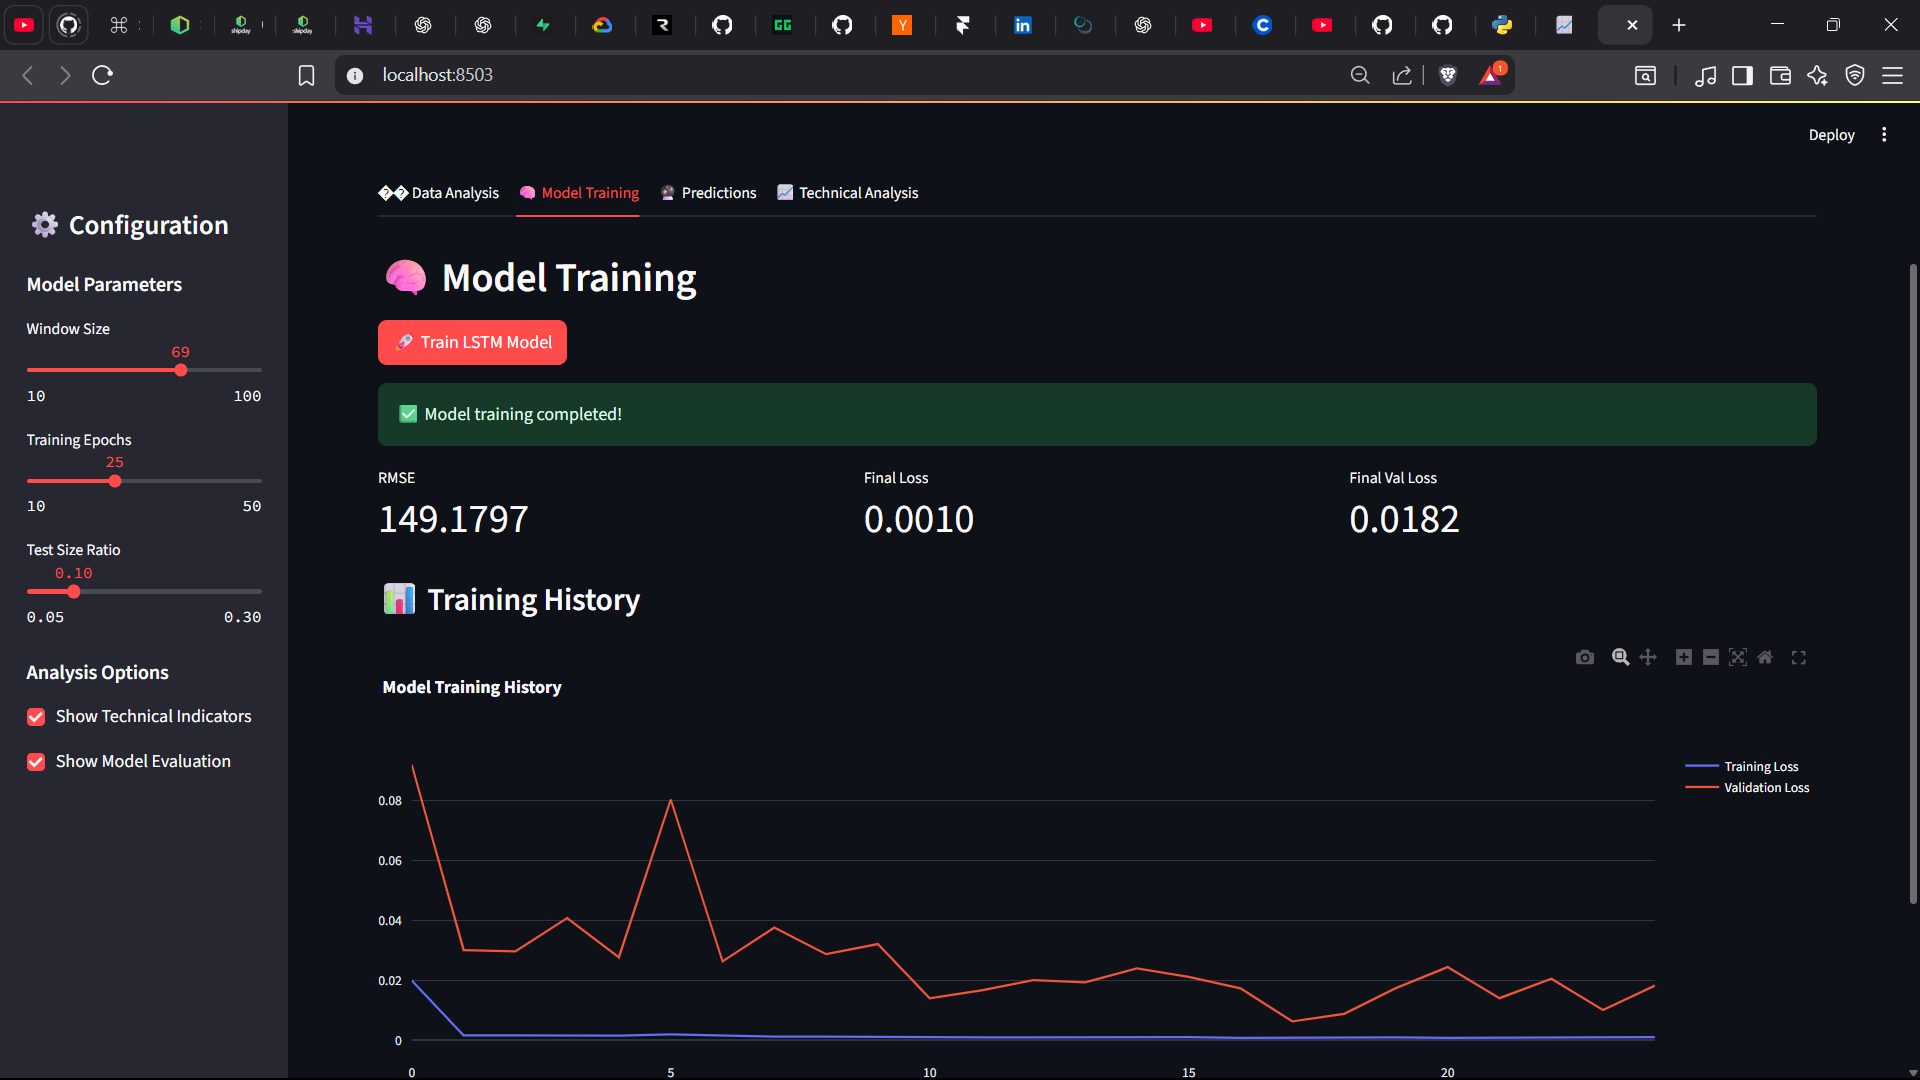 localhost:8503
1
Deploy
�� Data Analysis
Model Training
Predictions
Technical Analysis
Configuration
Model Parameters
Window Size
69
10 100
Training Epochs
25
10 50
Test Size Ratio
0.10
0.05 0.30
Analysis Options
Show Technical Indicators
Show Model Evaluation
Model Training
Train LSTM Model
Model training completed!
RMSE
149.1797
Final Loss
0.0010
Final Val Loss
0.0182
Training History
Model Training History
Training Loss
Validation Loss
0.08
0.06
0.04
0.02
0
0 5 10 15 20